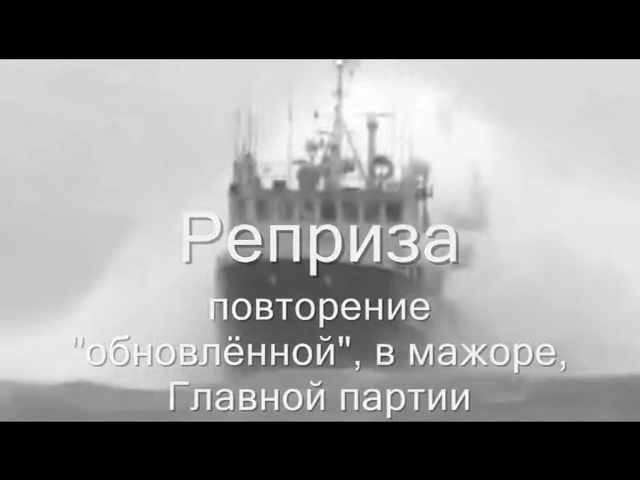 Реприза
повторение
"обновлённой", в мажоре,
Главной партии